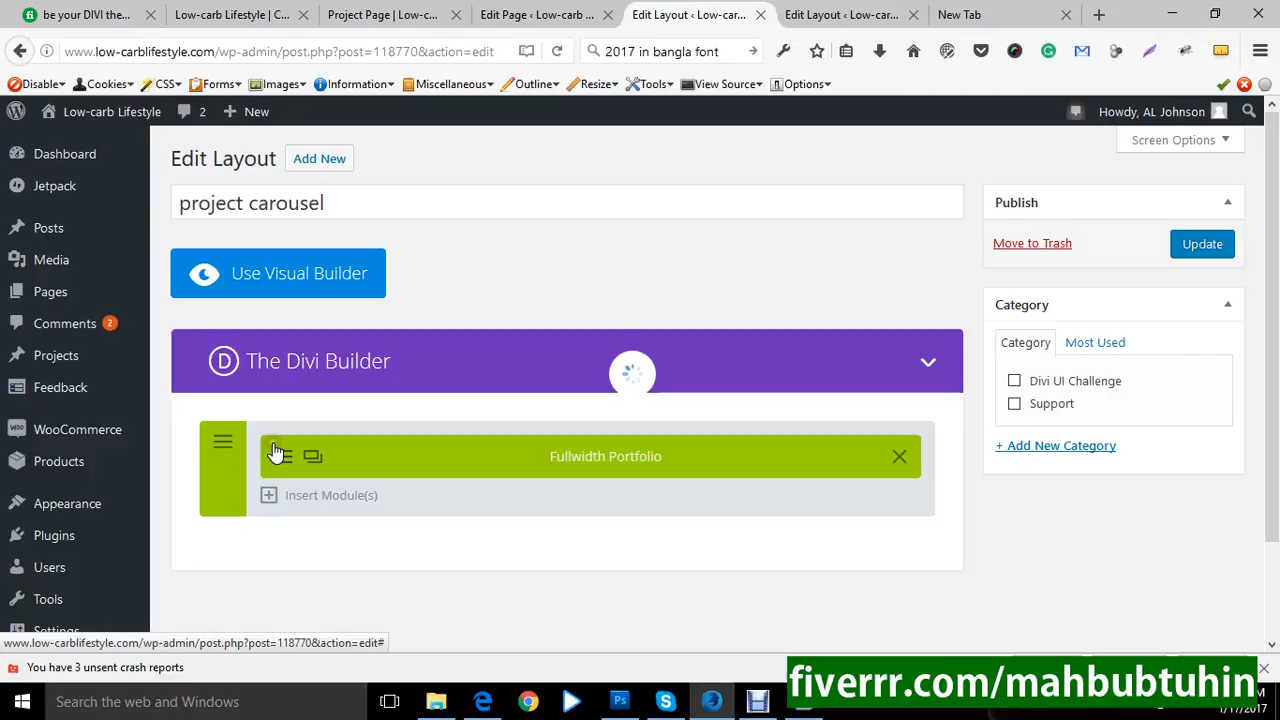 be your DIVI the...
Low-carb Lifestyle | C...
Project Page | Low-c...
Edit Page ‹ Low-carb ...
Edit Layout ‹ Low-car...
Edit Layout ‹ Low-car...
New Tab
www.low-carblifestyle.com/wp-admin/post.php?post=118770&action=edit
2017 in bangla font
Disable
Cookies
CSS
Forms
Images
Information
Miscellaneous
Outline
Resize
Tools
View Source
Options
Low-carb Lifestyle
2
New
Howdy, AL Johnson
Dashboard
Jetpack
Posts
Media
Pages
Comments 2
Projects
Feedback
WooCommerce
Products
Appearance
Plugins
Users
Tools
Settings
Screen Options
Edit Layout
Add New
project carousel
Use Visual Builder
The Divi Builder
Fullwidth Portfolio
Insert Module(s)
Publish
Move to Trash
Update
Category
Category
Most Used
Divi UI Challenge
Support
+ Add New Category
www.low-carblifestyle.com/wp-admin/post.php?post=118770&action=edit#
You have 3 unsent crash reports
Search the web and Windows
fiverrr.com/mahbubtuhin
1/17/2017